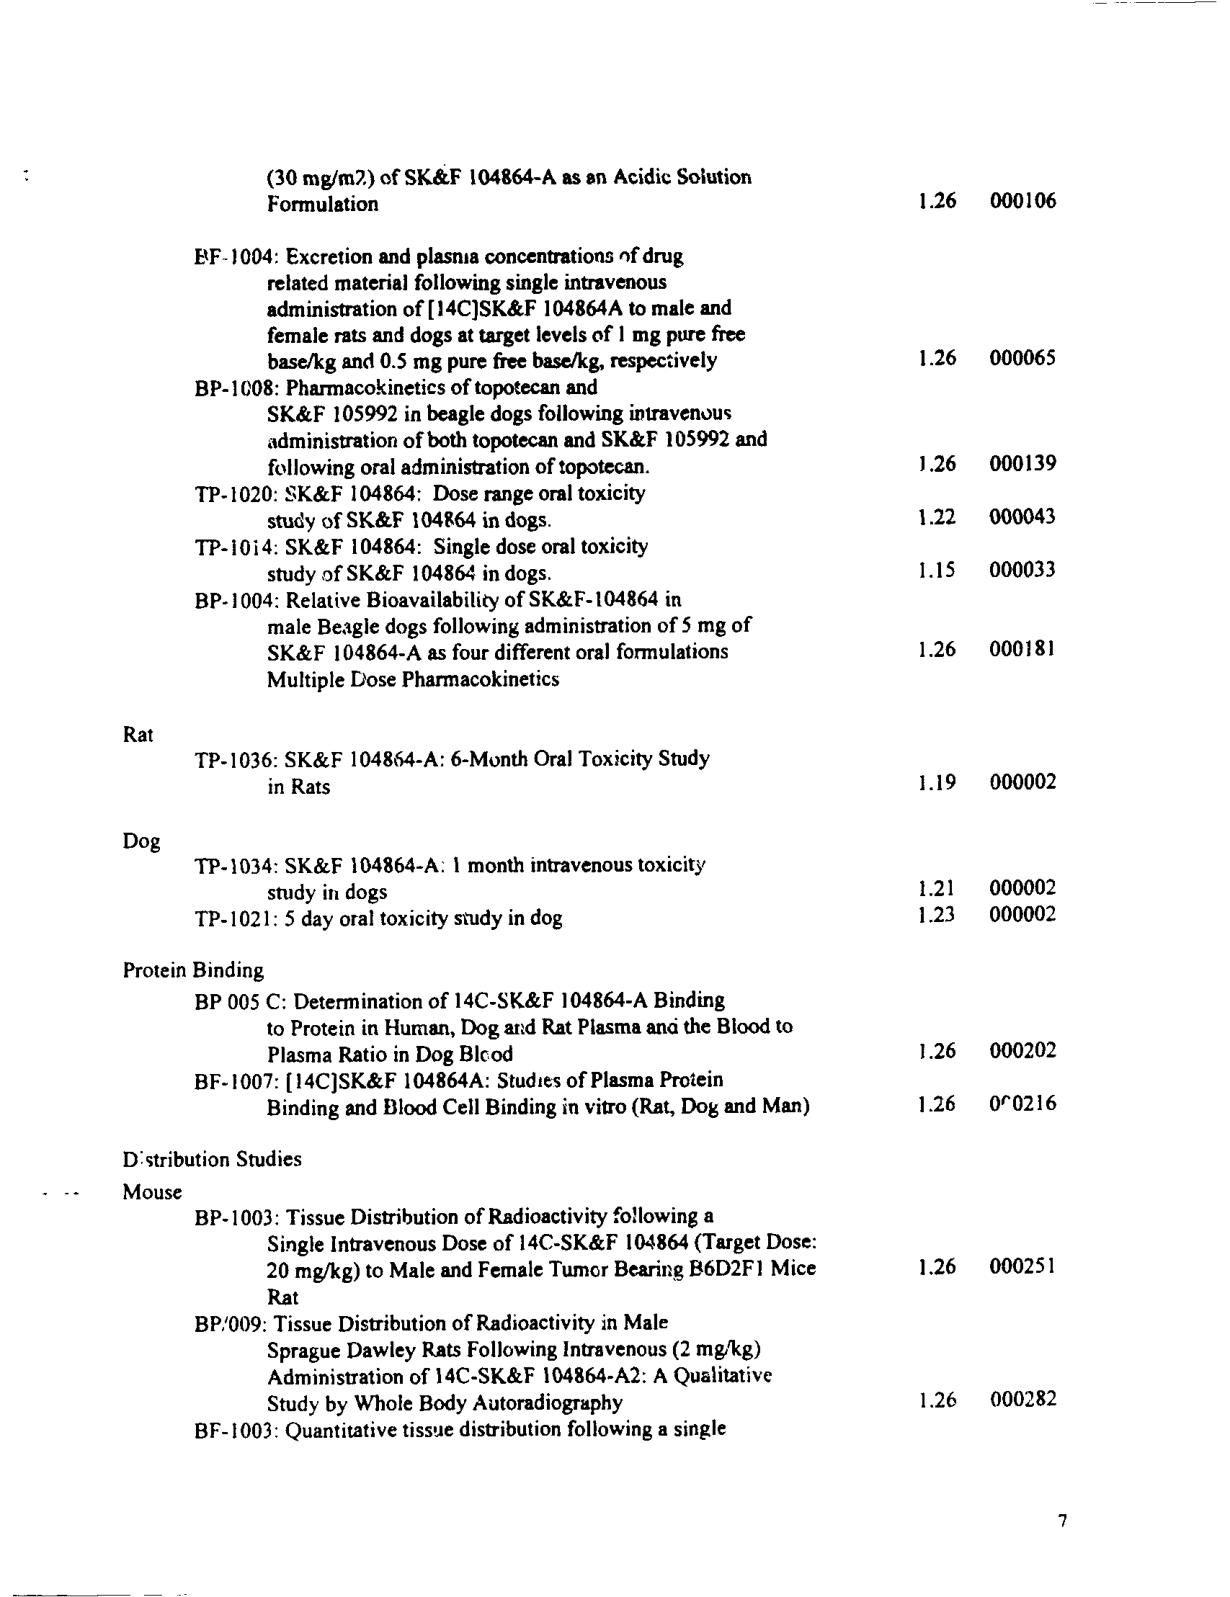 (30 mg/m2) of SK&F 104864-A as an Acidic Solution
Formulation 1.26 000106
BF-1004: Excretion and plasma concentrations of drug
related material following single intravenous
administration of [14C]SK&F 104864A to male and
female rats and dogs at target levels of 1 mg pure free
base/kg and 0.5 mg pure free base/kg, respectively 1.26 000065
BP-1008: Pharmacokinetics of topotecan and
SK&F 105992 in beagle dogs following intravenous
administration of both topotecan and SK&F 105992 and
following oral administration of topotecan. 1.26 000139
TP-1020: SK&F 104864: Dose range oral toxicity
study of SK&F 104864 in dogs. 1.22 000043
TP-1014: SK&F 104864: Single dose oral toxicity
study of SK&F 104864 in dogs. 1.15 000033
BP-1004: Relative Bioavailability of SK&F-104864 in
male Beagle dogs following administration of 5 mg of
SK&F 104864-A as four different oral formulations 1.26 000181
Multiple Dose Pharmacokinetics
Rat
TP-1036: SK&F 104864-A: 6-Month Oral Toxicity Study
in Rats 1.19 000002
Dog
TP-1034: SK&F 104864-A: 1 month intravenous toxicity
study in dogs 1.21 000002
TP-1021: 5 day oral toxicity study in dog 1.23 000002
Protein Binding
BP 005 C: Determination of 14C-SK&F 104864-A Binding
to Protein in Human, Dog and Rat Plasma and the Blood to
Plasma Ratio in Dog Blood 1.26 000202
BF-1007: [14C]SK&F 104864A: Studies of Plasma Protein
Binding and Blood Cell Binding in vitro (Rat, Dog and Man) 1.26 000216
Distribution Studies
Mouse
BP-1003: Tissue Distribution of Radioactivity following a
Single Intravenous Dose of 14C-SK&F 104864 (Target Dose:
20 mg/kg) to Male and Female Tumor Bearing B6D2F1 Mice 1.26 000251
Rat
Tissue Distribution of Radioactivity in Male
Sprague Dawley Rats Following Intravenous (2 mg/kg)
Administration of 14C-SK&F 104864-A2: A Qualitative
Study by Whole Body Autoradiography 1.26 000282
BF-1003: Quantitative tissue distribution following a single
7